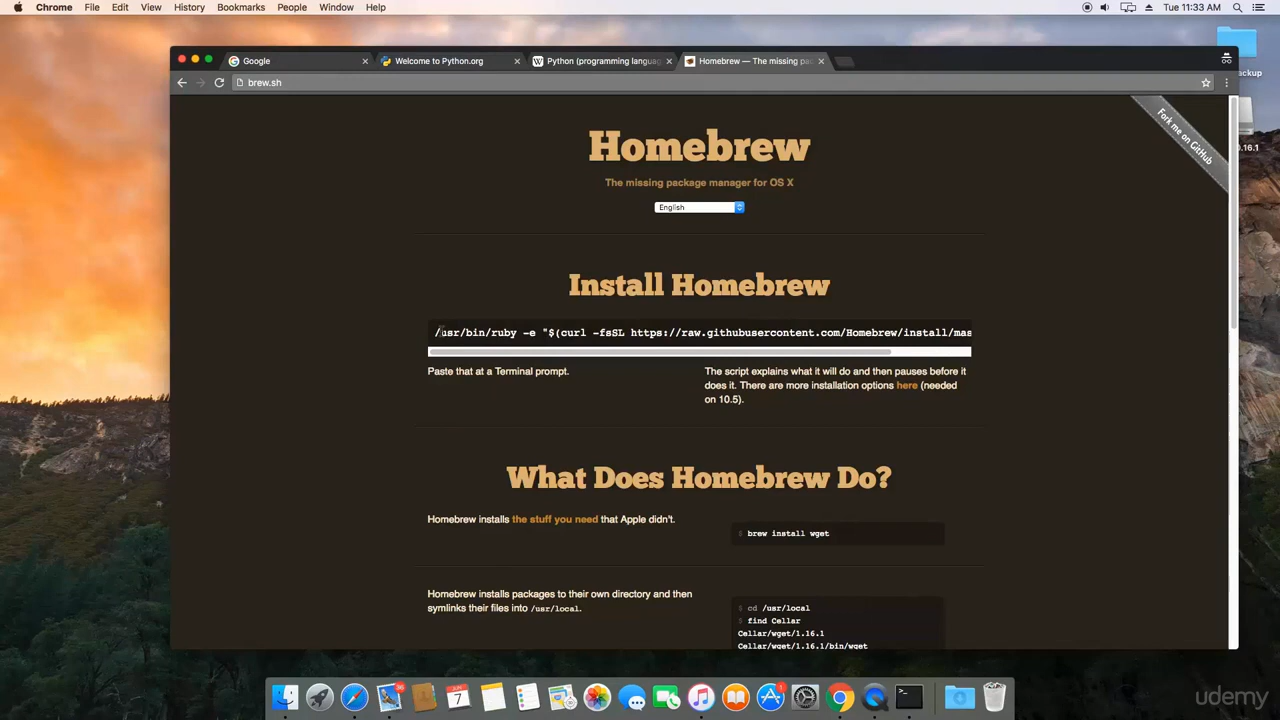 Chrome File Edit View History Bookmarks People Window Help Tue 11:33 AM
Google Welcome to Python.org Python (programming languag Homebrew — The missing pa
brew.sh
ackup
0.16.1
Fork me on GitHub
Homebrew
The missing package manager for OS X
English
Install Homebrew
/usr/bin/ruby -e "$(curl -fsSL https://raw.githubusercontent.com/Homebrew/install/mas
Paste that at a Terminal prompt.
The script explains what it will do and then pauses before it
does it. There are more installation options here (needed
on 10.5).
What Does Homebrew Do?
Homebrew installs the stuff you need that Apple didn't.
$ brew install wget
Homebrew installs packages to their own directory and then
symlinks their files into /usr/local.
$ cd /usr/local
$ find Cellar
Cellar/wget/1.16.1
Cellar/wget/1.16.1/bin/wget
7
udemy